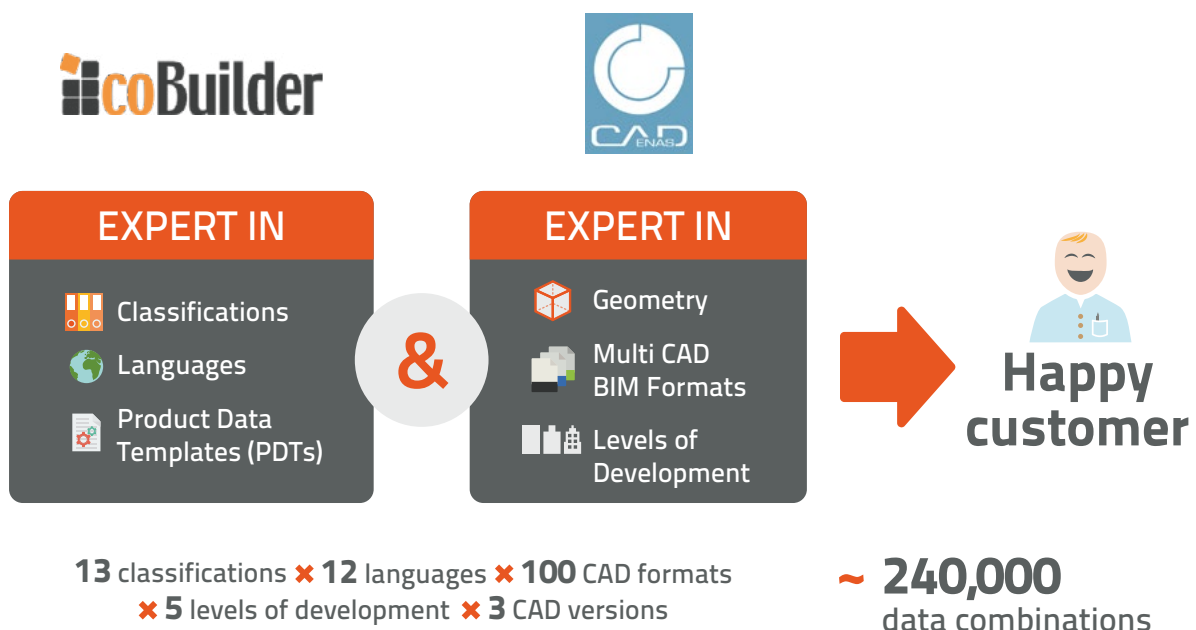 coBuilder
CADENAS
EXPERT IN
Classifications
Languages
Product Data
Templates (PDTs)
&
EXPERT IN
Geometry
Multi CAD
BIM Formats
Levels of
Development
Happy
customer
13 classifications × 12 languages × 100 CAD formats
× 5 levels of development × 3 CAD versions
~ 240,000
data combinations